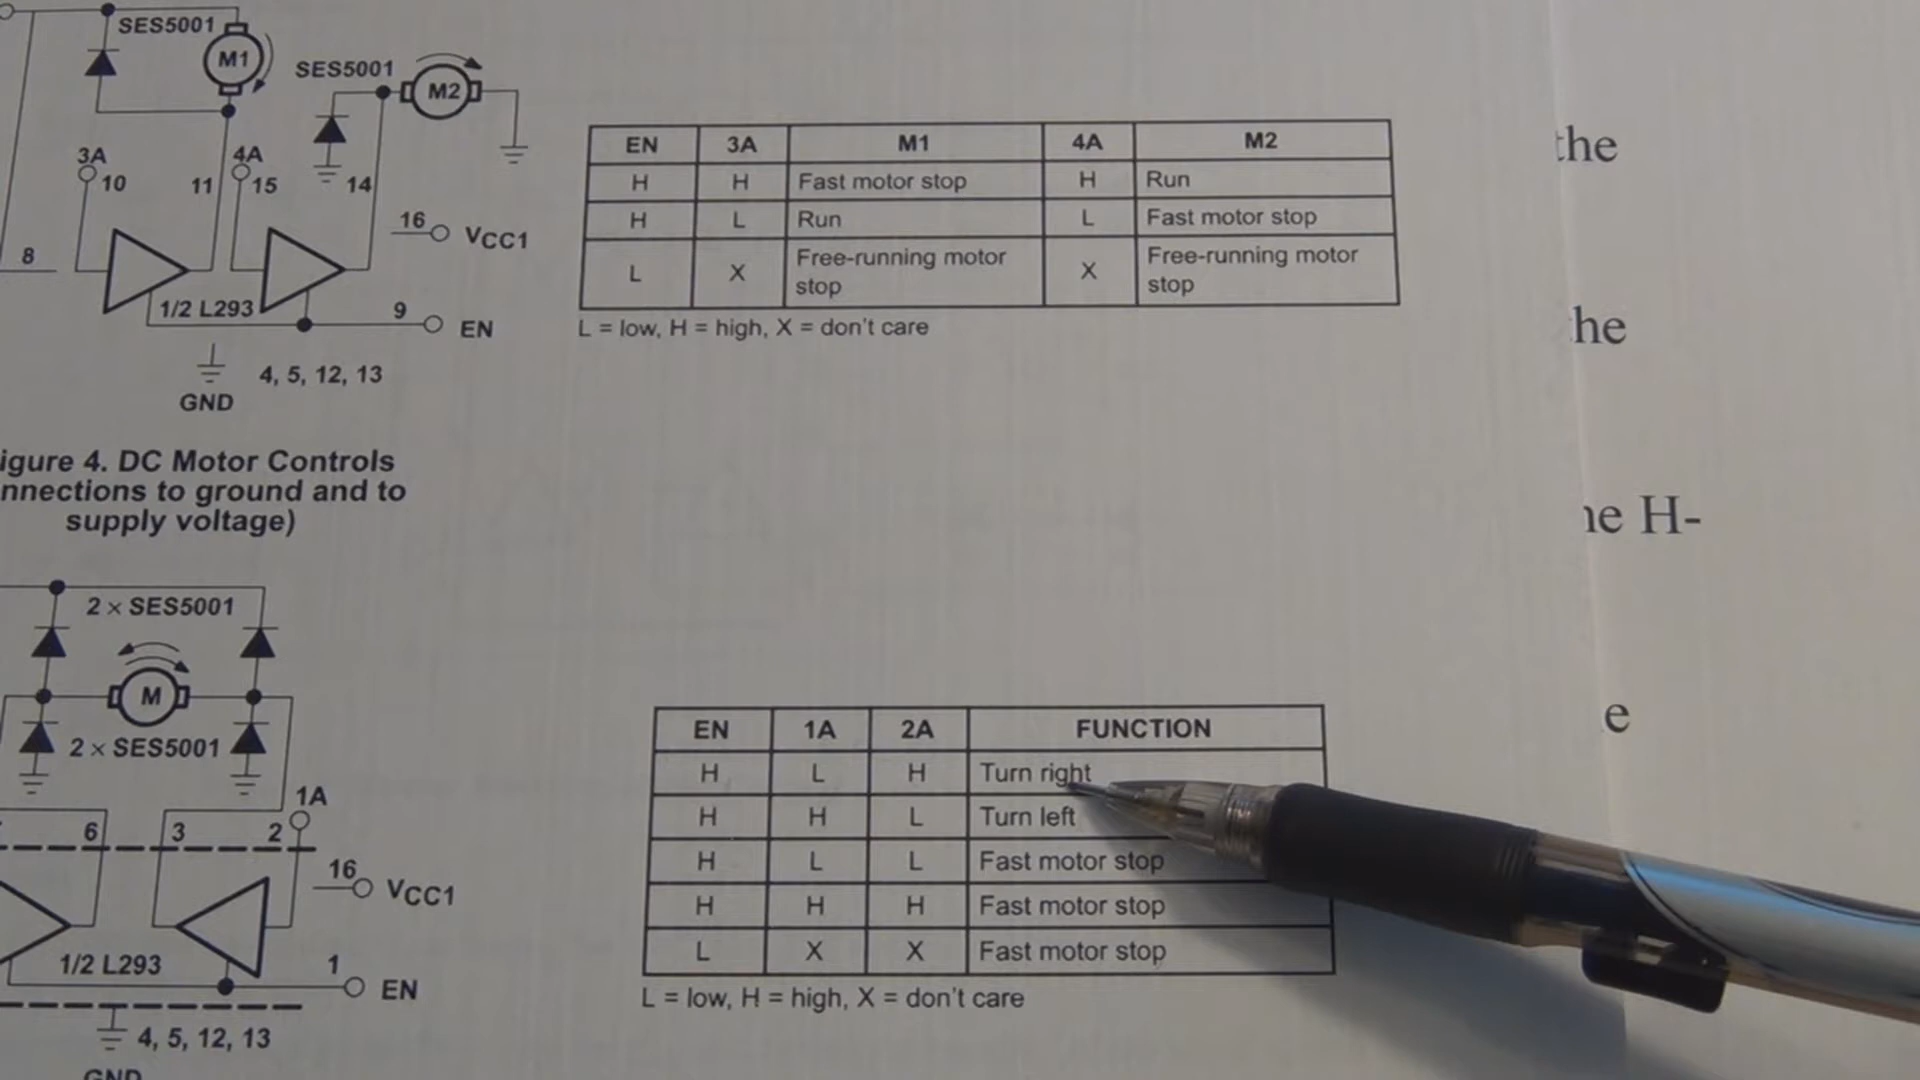 SES5001
M1
SES5001
M2
3A
10
11
4A
15
14
16
VCC1
8
1/2 L293
9
EN
4, 5, 12, 13
GND
EN 3A M1 4A M2
H H Fast motor stop H Run
H L Run L Fast motor stop
L X Free-running motor stop X Free-running motor stop
L = low, H = high, X = don't care
the
he
he H-
e
igure 4. DC Motor Controls
nnections to ground and to
supply voltage)
2 × SES5001
M
2 × SES5001
1A
6
3
2
16
VCC1
1/2 L293
1
EN
4, 5, 12, 13
GND
EN 1A 2A FUNCTION
H L H Turn right
H H L Turn left
H L L Fast motor stop
H H H Fast motor stop
L X X Fast motor stop
L = low, H = high, X = don't care